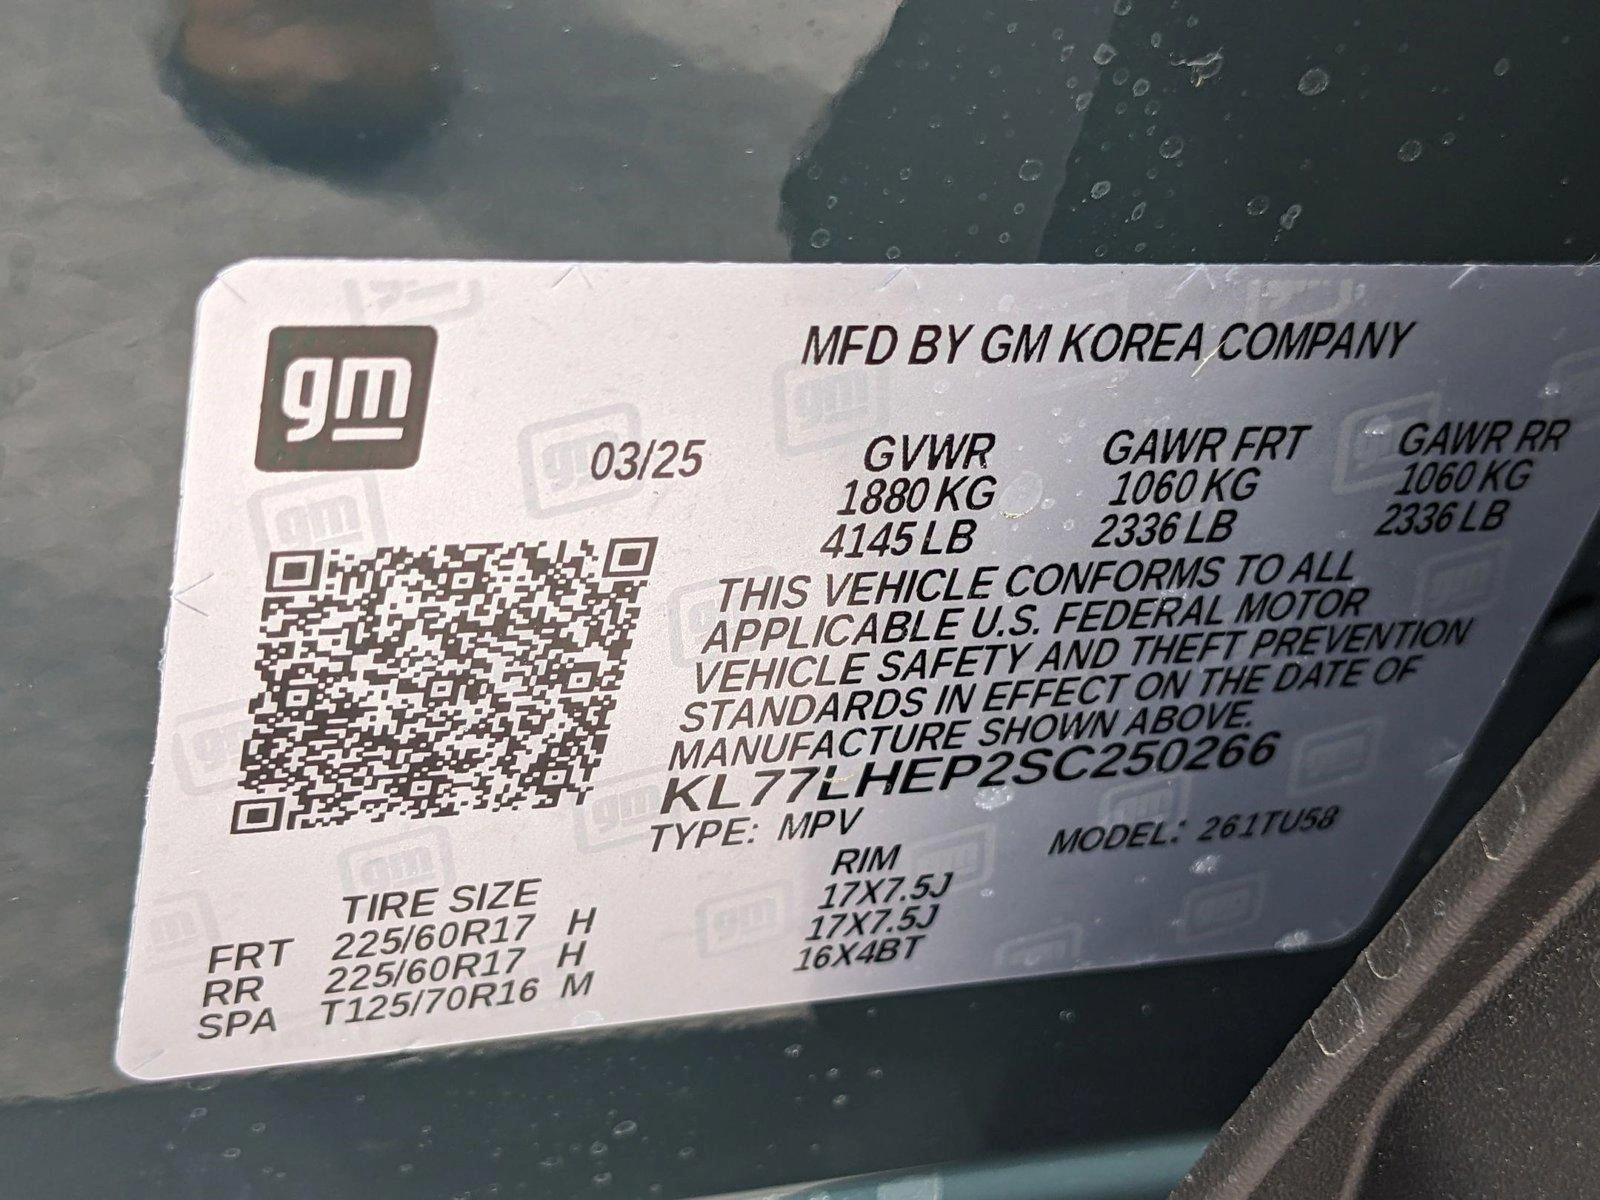 gm
MFD BY GM KOREA COMPANY
03/25
GVWR GAWR FRT GAWR RR
1880 KG 1060 KG 1060 KG
4145 LB 2336 LB 2336 LB
THIS VEHICLE CONFORMS TO ALL
APPLICABLE U.S. FEDERAL MOTOR
VEHICLE SAFETY AND THEFT PREVENTION
STANDARDS IN EFFECT ON THE DATE OF
MANUFACTURE SHOWN ABOVE.
KL77LHEP2SC250266
TYPE: MPV MODEL: 261TU58
TIRE SIZE RIM
FRT 225/60R17 H 17X7.5J
RR 225/60R17 H 17X7.5J
SPA T125/70R16 M 16X4BT